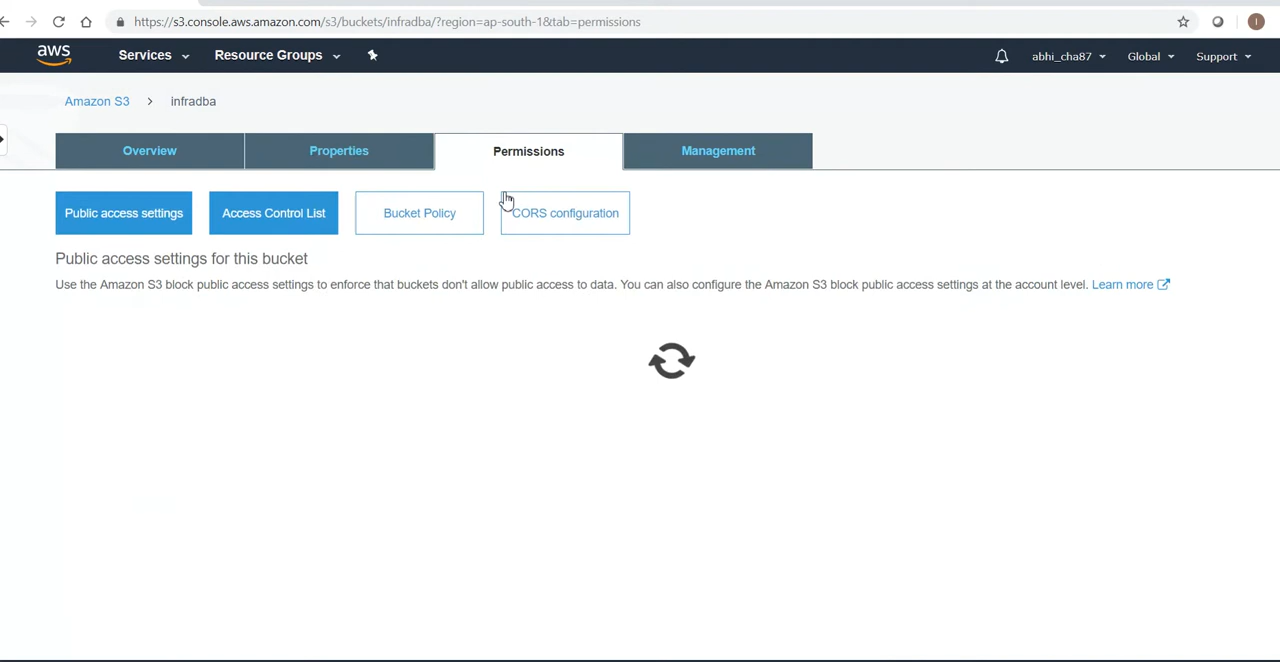 https://s3.console.aws.amazon.com/s3/buckets/infradba/?region=ap-south-1&tab=permissions
I
aws
Services
Resource Groups
abhi_cha87
Global
Support
Amazon S3
infradba
Overview
Properties
Permissions
Management
Public access settings
Access Control List
Bucket Policy
CORS configuration
Public access settings for this bucket
Use the Amazon S3 block public access settings to enforce that buckets don't allow public access to data. You can also configure the Amazon S3 block public access settings at the account level. Learn more